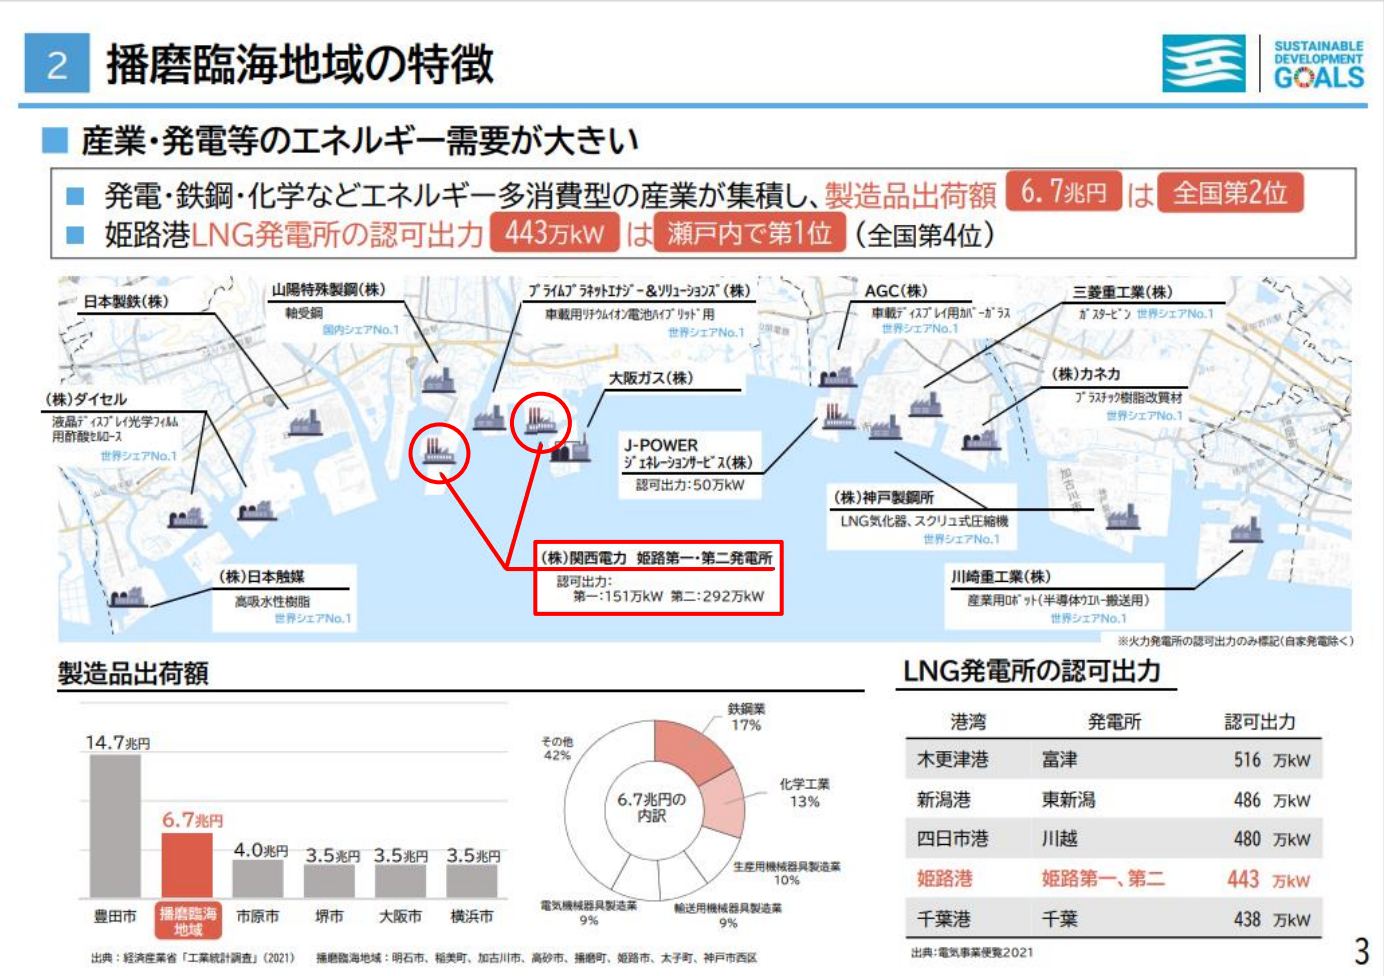 2
播磨臨海地域の特徴
SUSTAINABLE
DEVELOPMENT
GOALS
■ 産業・発電等のエネルギー需要が大きい
■ 発電・鉄鋼・化学などエネルギー多消費型の産業が集積し、製造品出荷額 6.7兆円 は 全国第2位
■ 姫路港LNG発電所の認可出力 443万kW は 瀬戸内で第1位 (全国第4位)
日本製鉄(株)
山陽特殊製鋼(株)
軸受鋼
国内シェアNo.1
プライムプラネットエナジー&ソリューションズ(株)
車載用リチウムイオン電池ハイブリッド用
世界シェアNo.1
AGC(株)
車載ディスプレイ用カバーガラス
世界シェアNo.1
三菱重工業(株)
ガスタービン 世界シェアNo.1
(株)ダイセル
液晶ディスプレイ光学フィルム
用酢酸セルロース
世界シェアNo.1
大阪ガス(株)
(株)カネカ
プラスチック樹脂改質材
世界シェアNo.1
J-POWER
ジェネレーションサービス(株)
認可出力:50万kW
(株)神戸製鋼所
LNG気化器、スクリュ式圧縮機
世界シェアNo.1
加古川市
(株)関西電力 姫路第一・第二発電所
認可出力:
第一:151万kW 第二:292万kW
(株)日本触媒
高吸水性樹脂
世界シェアNo.1
川崎重工業(株)
産業用ロボット(半導体ウエハー搬送用)
世界シェアNo.1
※火力発電所の認可出力のみ標記(自家発電除く)
製造品出荷額
14.7兆円
6.7兆円
4.0兆円
3.5兆円
3.5兆円
3.5兆円
豊田市
播磨臨海
地域
市原市
堺市
大阪市
横浜市
6.7兆円の
内訳
鉄鋼業
17%
化学工業
13%
生産用機械器具製造業
10%
輸送用機械器具製造業
9%
電気機械器具製造業
9%
その他
42%
出典：経済産業省「工業統計調査」(2021) 播磨臨海地域：明石市、稲美町、加古川市、高砂市、播磨町、姫路市、太子町、神戸市西区
LNG発電所の認可出力
港湾 発電所 認可出力
木更津港 富津 516 万kW
新潟港 東新潟 486 万kW
四日市港 川越 480 万kW
姫路港 姫路第一、第二 443 万kW
千葉港 千葉 438 万kW
出典:電気事業便覧2021
3